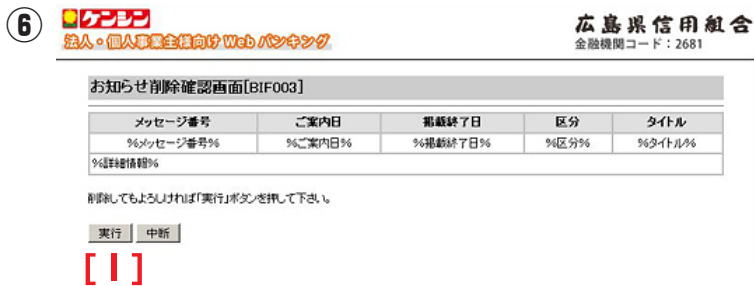 ⑥
ケンシン
法人・個人事業主様向け Web バンキング
広島県信用組合
金融機関コード：2681
お知らせ削除確認画面[BIF003]
メッセージ番号 ご案内日 掲載終了日 区分 タイトル
%メッセージ番号% %ご案内日% %掲載終了日% %区分% %タイトル%
%詳細情報%
削除してもよろしければ「実行」ボタンを押して下さい。
実行 中断
[ I ]